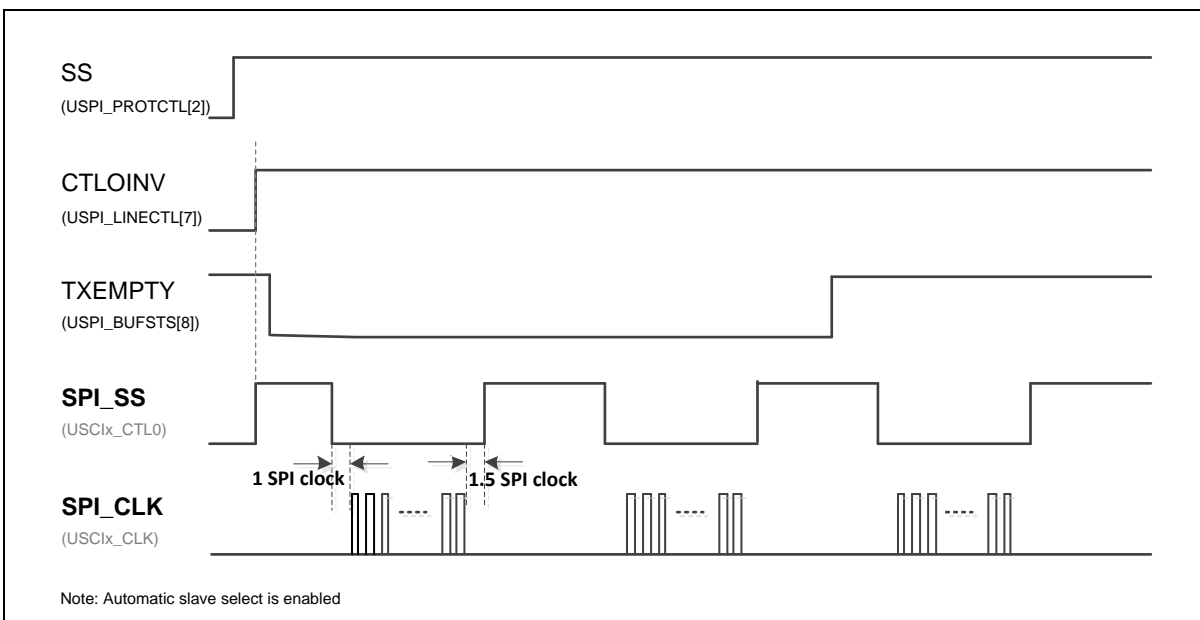 SS
(USPI_PROTCTL[2])
CTLOINV
(USPI_LINECTL[7])
TXEMPTY
(USPI_BUFSTS[8])
SPI_SS
(USCIx_CTL0)
1 SPI clock
1.5 SPI clock
SPI_CLK
(USCIx_CLK)
Note: Automatic slave select is enabled